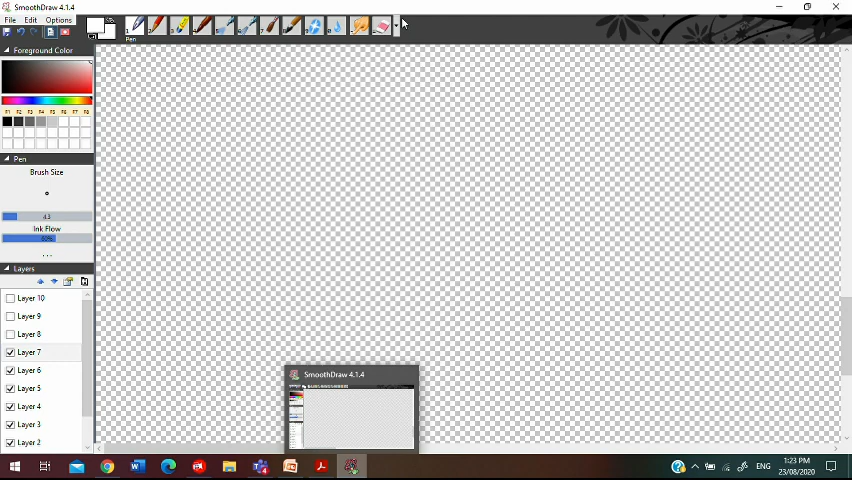 SmoothDraw 4.1.4
File Edit Options
Pen
Foreground Color
F1 F2 F3 F4 F5 F6 F7 F8
Pen
Brush Size
4.3
Ink Flow
60%
...
Layers
Layer 10
Layer 9
Layer 8
Layer 7
Layer 6
Layer 5
Layer 4
Layer 3
Layer 2
SmoothDraw 4.1.4
ENG
1:23 PM
23/08/2020